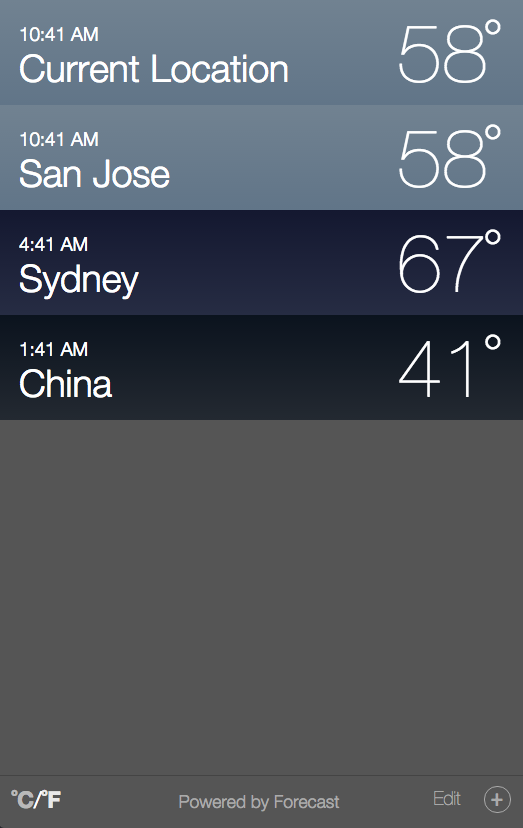 10:41 AM
Current Location
58°
10:41 AM
San Jose
58°
4:41 AM
Sydney
67°
1:41 AM
China
41°
°C/°F
Powered by Forecast
Edit
+